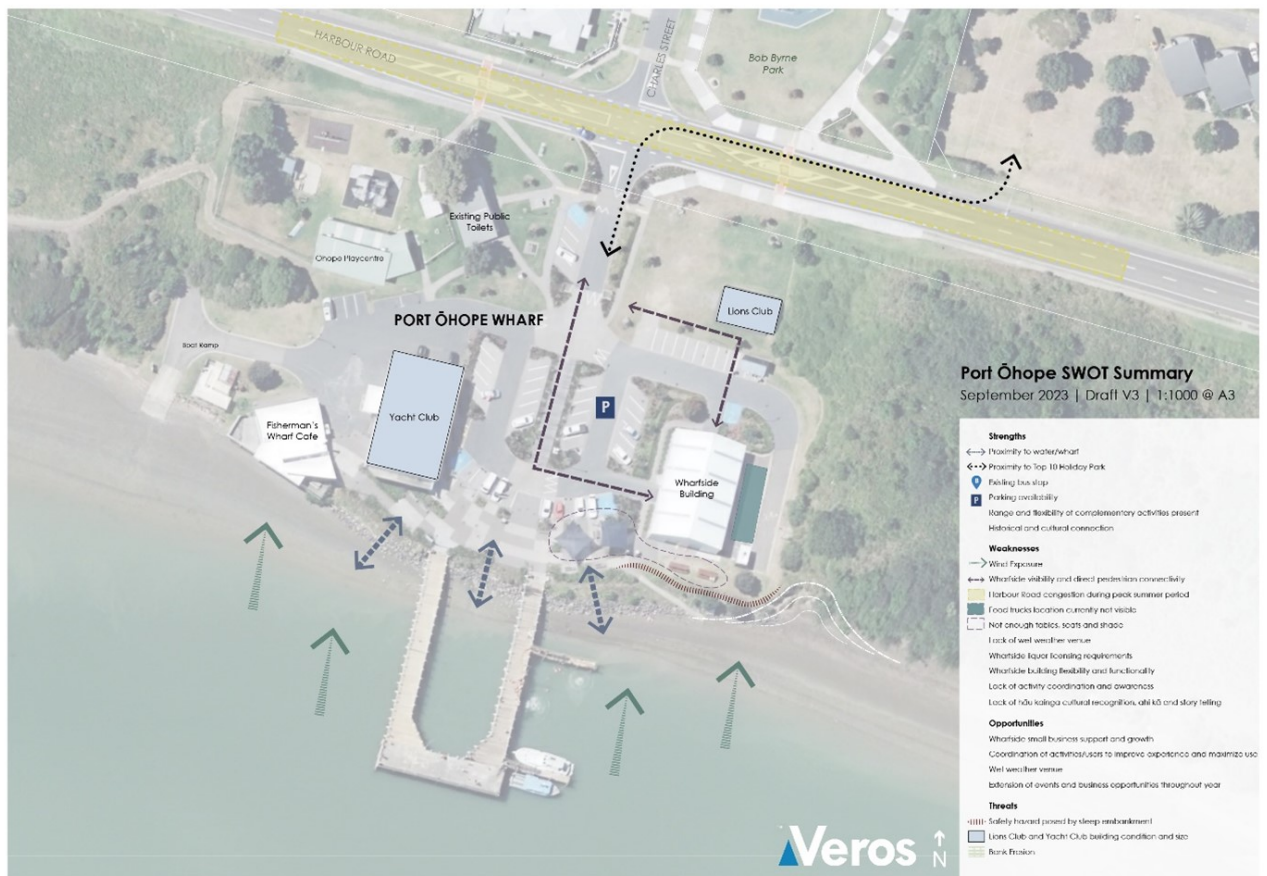 HARBOUR ROAD
CHARLES STREET
Bob Byrne
Park
Existing Public
Toilets
Ohope Playcentre
PORT ŌHOPE WHARF
Lions Club
Boat Ramp
Yacht Club
P
Fisherman's
Wharf Cafe
Wharfside
Building
Port Ōhope SWOT Summary
September 2023 | Draft V3 | 1:1000 @ A3
Strengths
Proximity to water/wharf
Proximity to Top 10 Holiday Park
Existing bus stop
P Parking availability
Range and flexibility of complementary activities present
Historical and cultural connection
Weaknesses
Wind Exposure
Wharfside visibility and direct pedestrian connectivity
Harbour Road congestion during peak summer period
Food trucks location currently not visible
Not enough tables, seats and shade
Lack of wet weather venue
Wharfside liquor licensing requirements
Wharfside building flexibility and functionality
Lack of activity coordination and awareness
Lack of hāu kainga cultural recognition, ahi kā and story telling
Opportunities
Wharfside small business support and growth
Coordination of activities/users to improve experience and maximize use
Wet weather venue
Extension of events and business opportunities throughout year
Threats
Safety hazard posed by steep embankment
Lions Club and Yacht Club building condition and size
Bank Erosion
Veros
N